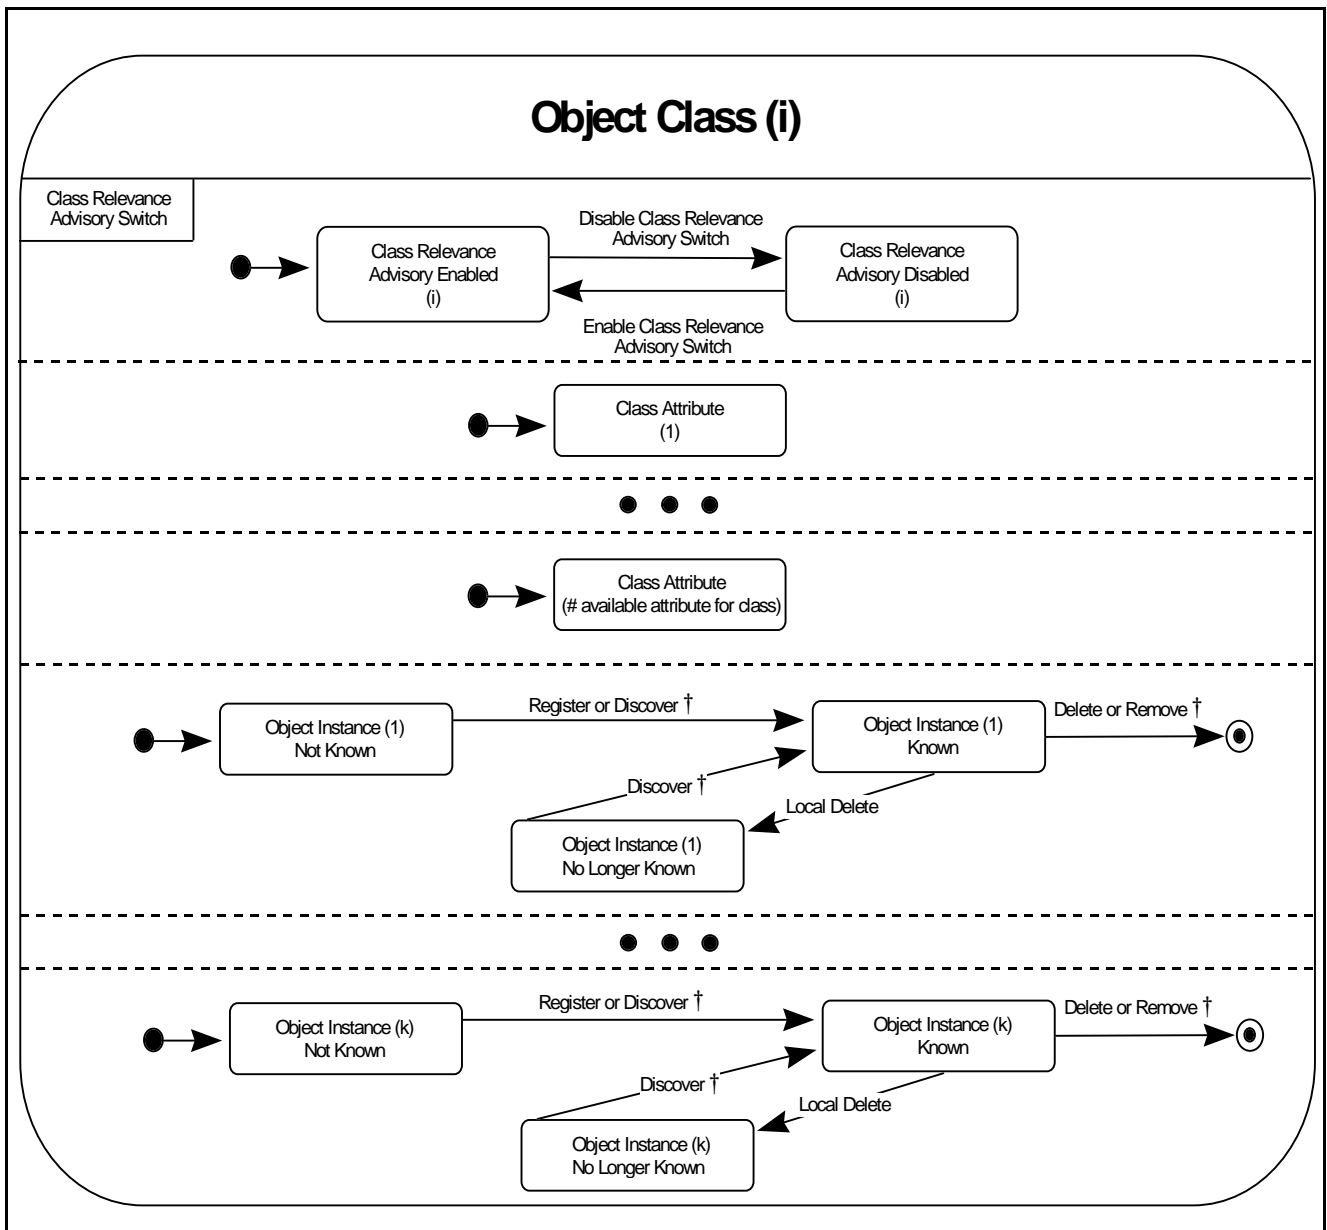 Object Class (i)
Class Relevance
Advisory Switch
Disable Class Relevance
Advisory Switch
Class Relevance
Advisory Enabled
(i)
Class Relevance
Advisory Disabled
(i)
Enable Class Relevance
Advisory Switch
Class Attribute
(1)
Class Attribute
(# available attribute for class)
Register or Discover †
Object Instance (1)
Not Known
Object Instance (1)
Known
Delete or Remove †
Discover †
Local Delete
Object Instance (1)
No Longer Known
Register or Discover †
Object Instance (k)
Not Known
Object Instance (k)
Known
Delete or Remove †
Discover †
Local Delete
Object Instance (k)
No Longer Known